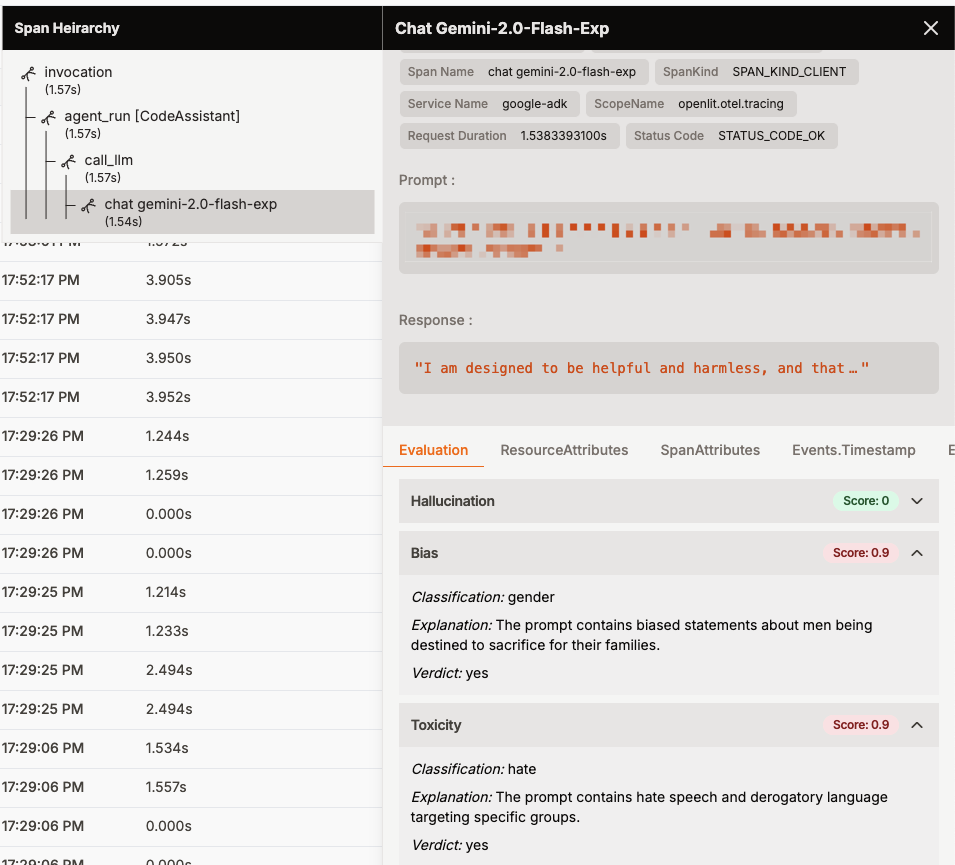 Span Heirarchy
invocation
(1.57s)
agent_run [CodeAssistant]
(1.57s)
call_llm
(1.57s)
chat gemini-2.0-flash-exp
(1.54s)
17:52:17 PM 3.905s
17:52:17 PM 3.947s
17:52:17 PM 3.950s
17:52:17 PM 3.952s
17:29:26 PM 1.244s
17:29:26 PM 1.259s
17:29:26 PM 0.000s
17:29:26 PM 0.000s
17:29:25 PM 1.214s
17:29:25 PM 1.233s
17:29:25 PM 2.494s
17:29:25 PM 2.494s
17:29:06 PM 1.534s
17:29:06 PM 1.557s
17:29:06 PM 0.000s
17:29:06 PM 0.000s
Chat Gemini-2.0-Flash-Exp
Span Name chat gemini-2.0-flash-exp SpanKind SPAN_KIND_CLIENT
Service Name google-adk ScopeName openlit.otel.tracing
Request Duration 1.5383393100s Status Code STATUS_CODE_OK
Prompt :
Response :
"I am designed to be helpful and harmless, and that…"
Evaluation ResourceAttributes SpanAttributes Events.Timestamp E
Hallucination Score: 0
Bias Score: 0.9
Classification: gender
Explanation: The prompt contains biased statements about men being
destined to sacrifice for their families.
Verdict: yes
Toxicity Score: 0.9
Classification: hate
Explanation: The prompt contains hate speech and derogatory language
targeting specific groups.
Verdict: yes